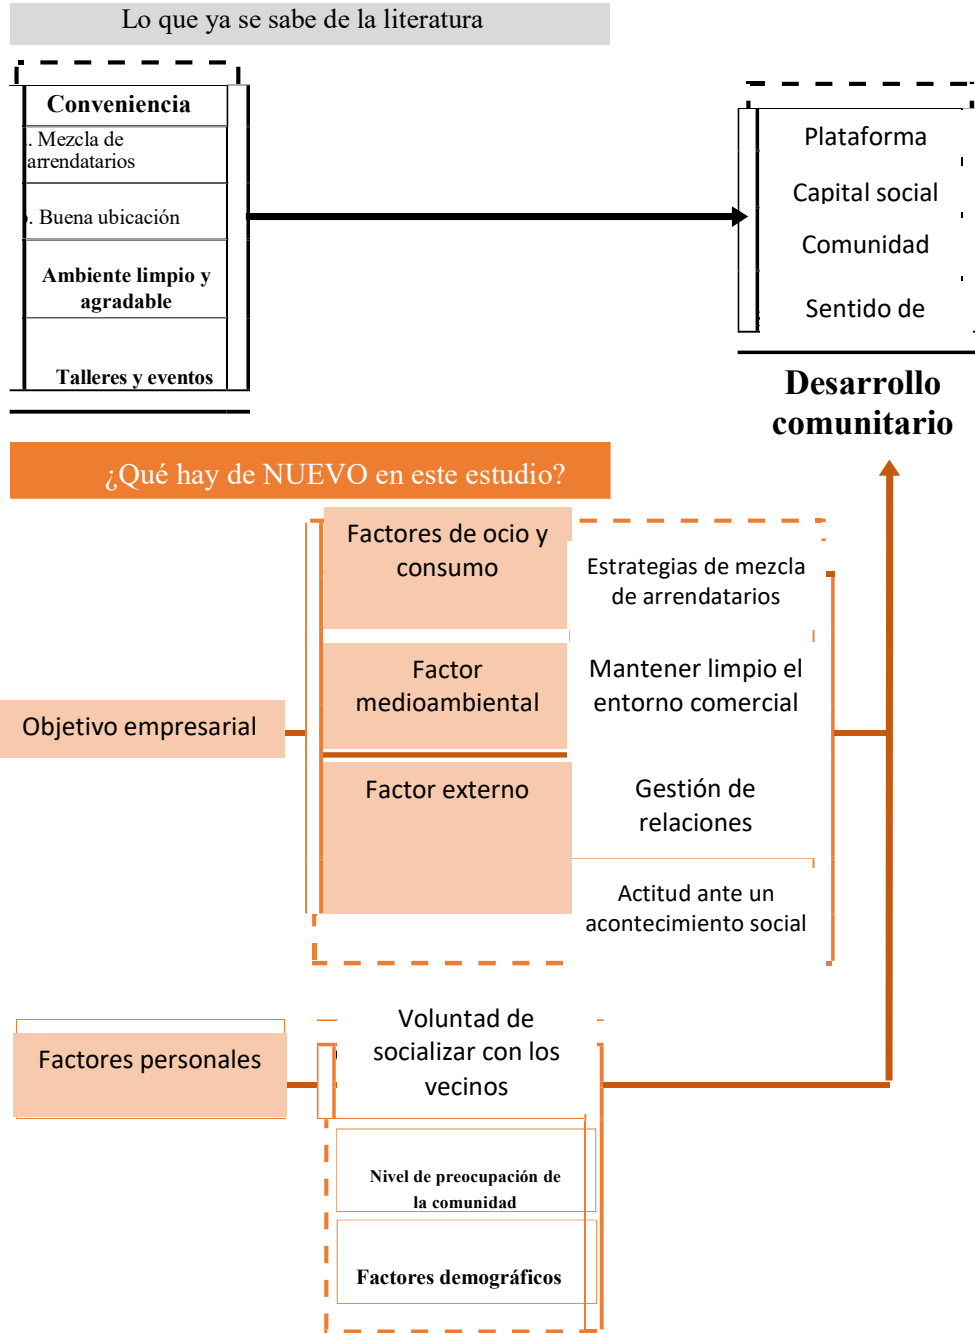 Lo que ya se sabe de la literatura
Conveniencia
. Mezcla de
arrendatarios
. Buena ubicación
Ambiente limpio y
agradable
Talleres y eventos
Plataforma
Capital social
Comunidad
Sentido de
Desarrollo
comunitario
¿Qué hay de NUEVO en este estudio?
Objetivo empresarial
Factores de ocio y
consumo
Estrategias de mezcla
de arrendatarios
Factor
medioambiental
Mantener limpio el
entorno comercial
Factor externo
Gestión de
relaciones
Actitud ante un
acontecimiento social
Factores personales
Voluntad de
socializar con los
vecinos
Nivel de preocupación de
la comunidad
Factores demográficos